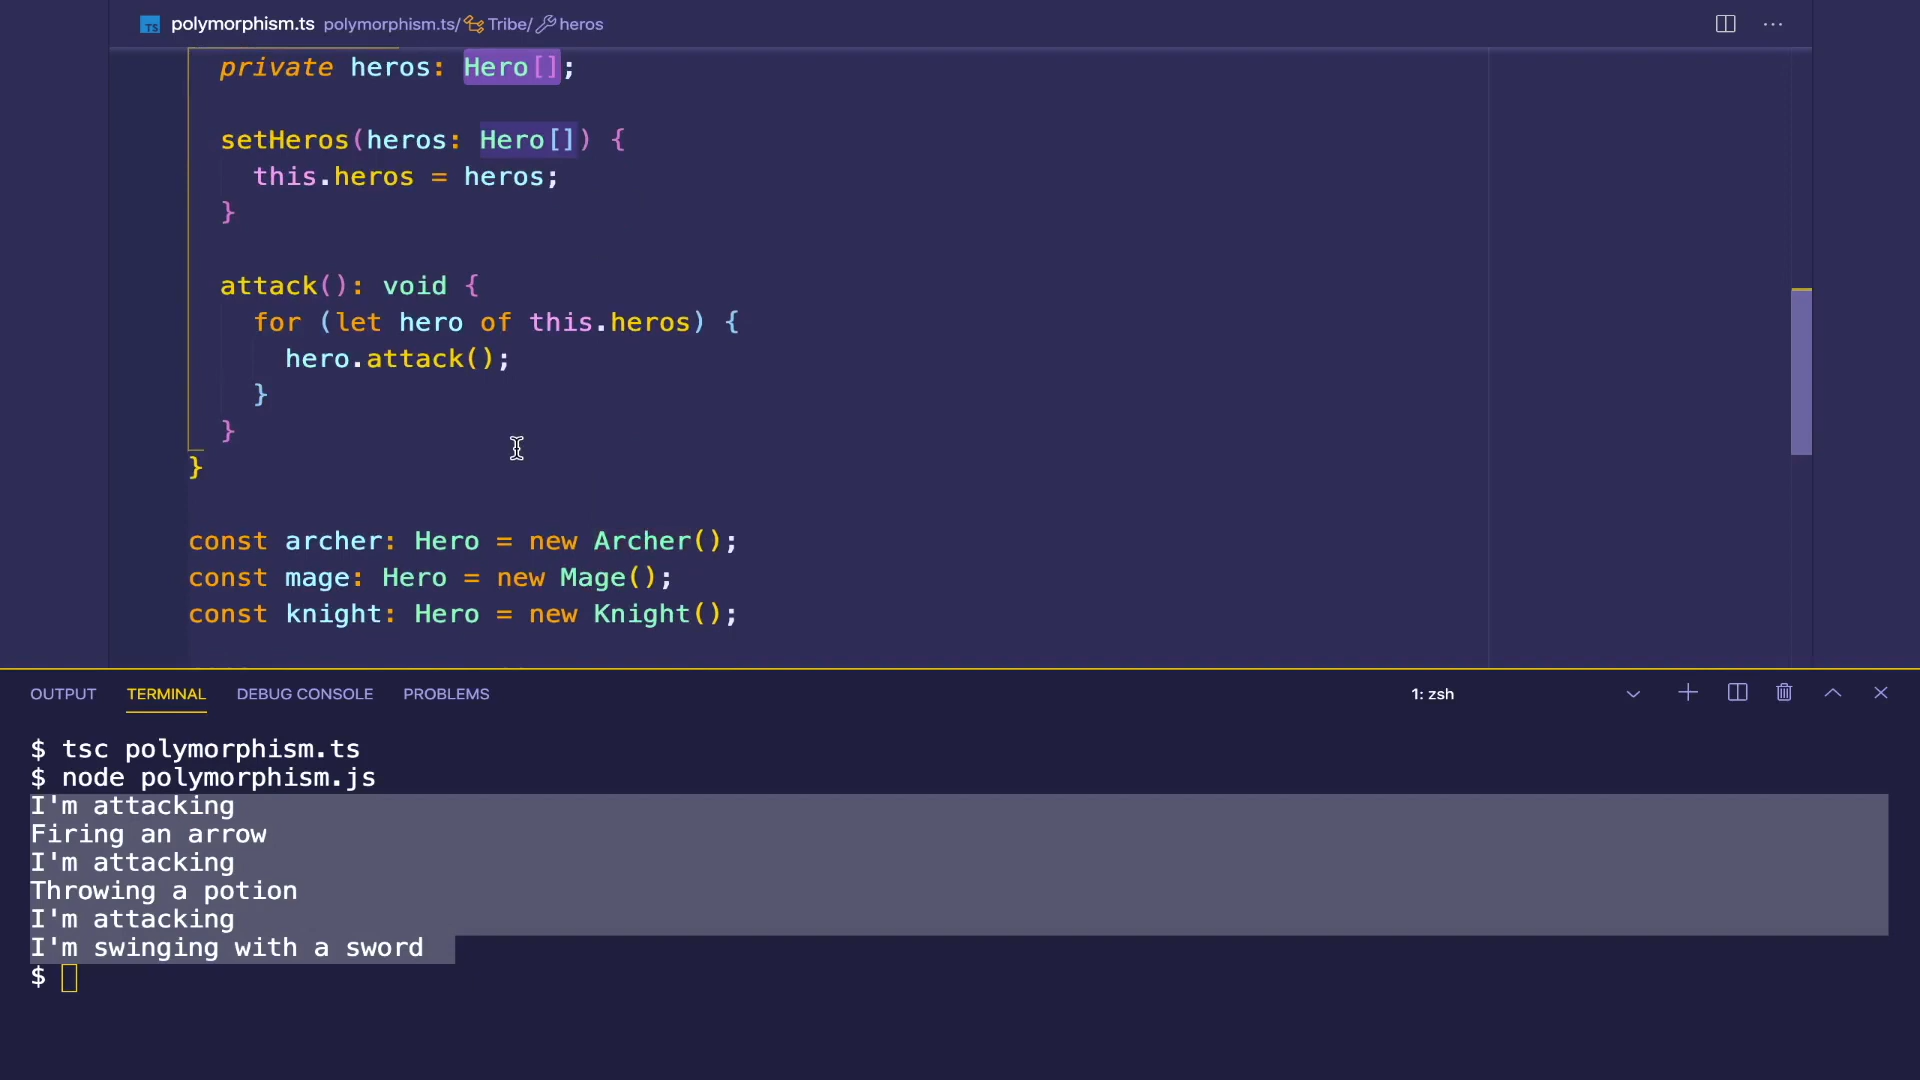 polymorphism.ts polymorphism.ts/ Tribe/ heros
private heros: Hero[];
setHeros(heros: Hero[]) {
this.heros = heros;
}
attack(): void {
for (let hero of this.heros) {
hero.attack();
}
}
}
const archer: Hero = new Archer();
const mage: Hero = new Mage();
const knight: Hero = new Knight();
OUTPUT TERMINAL DEBUG CONSOLE PROBLEMS 1: zsh
$ tsc polymorphism.ts
$ node polymorphism.js
I'm attacking
Firing an arrow
I'm attacking
Throwing a potion
I'm attacking
I'm swinging with a sword
$